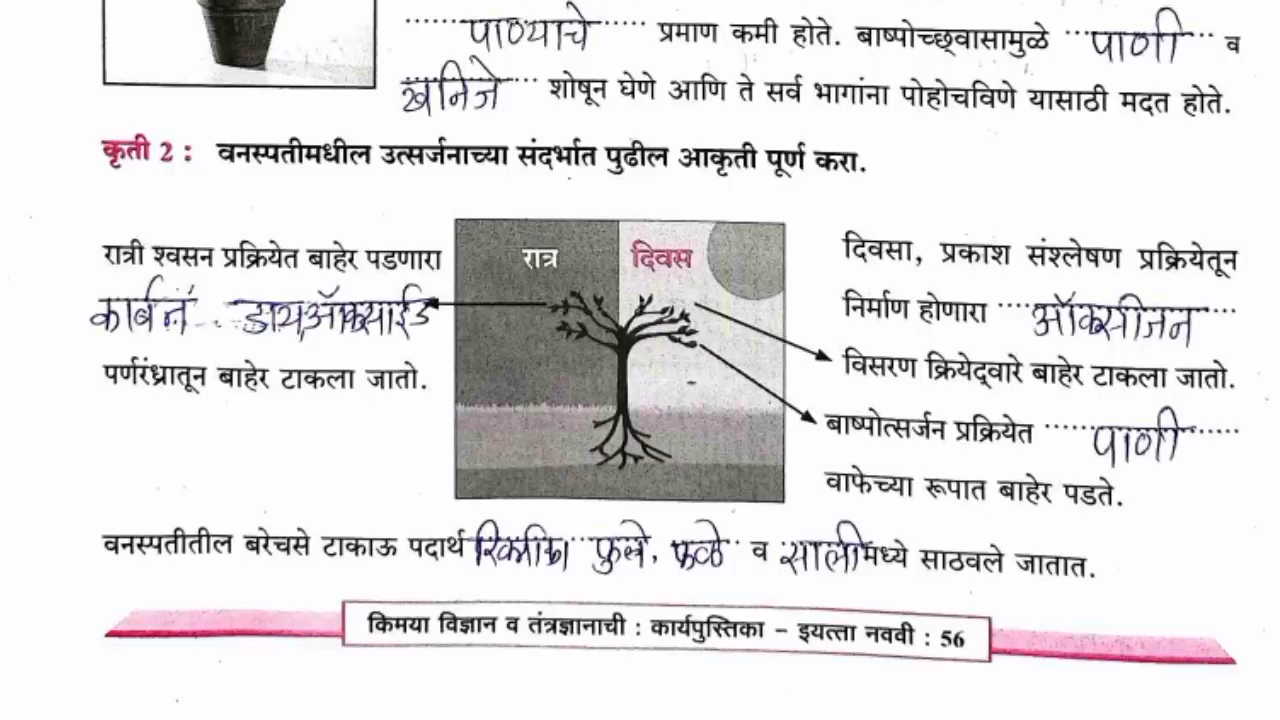 पाण्याचे प्रमाण कमी होते. बाष्पोच्छ्वासामुळे पाणी व
खनिजे शोषून घेणे आणि ते सर्व भागांना पोहोचविणे यासाठी मदत होते.
कृती 2 : वनस्पतीमधील उत्सर्जनाच्या संदर्भात पुढील आकृती पूर्ण करा.
रात्री श्वसन प्रक्रियेत बाहेर पडणारा
कार्बन डायऑक्साईड
पर्णरंध्रातून बाहेर टाकला जातो.
रात्र
दिवस
दिवसा, प्रकाश संश्लेषण प्रक्रियेतून
निर्माण होणारा ऑक्सीजन
विसरण क्रियेद्वारे बाहेर टाकला जातो.
बाष्पोत्सर्जन प्रक्रियेत पाणी
वाफेच्या रूपात बाहेर पडते.
वनस्पतीतील बरेचसे टाकाऊ पदार्थ रिक्तीका फुले, फळे व सालीमध्ये साठवले जातात.
किमया विज्ञान व तंत्रज्ञानाची : कार्यपुस्तिका – इयत्ता नववी : 56